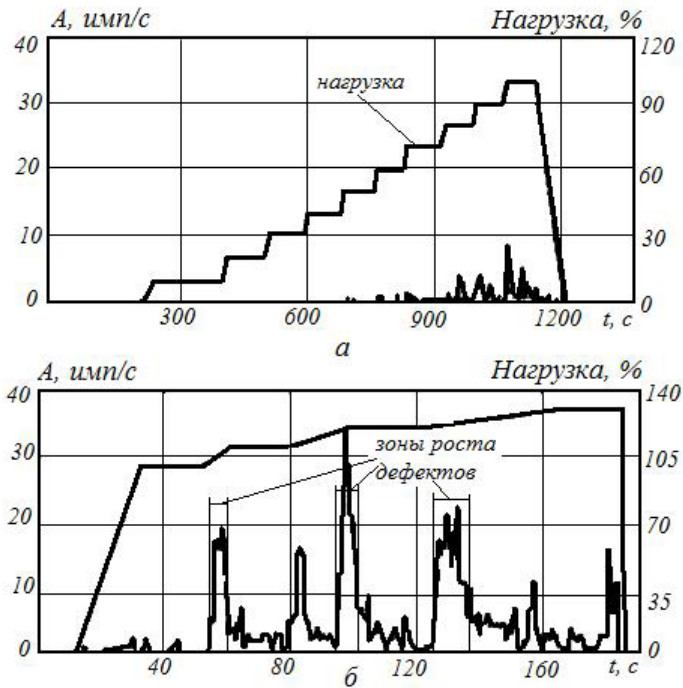 А, имп/с Нагрузка, %
40 120
нагрузка
30 90
20 60
10 30
0 0
300 600 900 1200 t, с
а
А, имп/с Нагрузка, %
40 140
зоны роста
30 105
дефектов
20 70
10 35
0 0
40 80 120 160 t, с
б